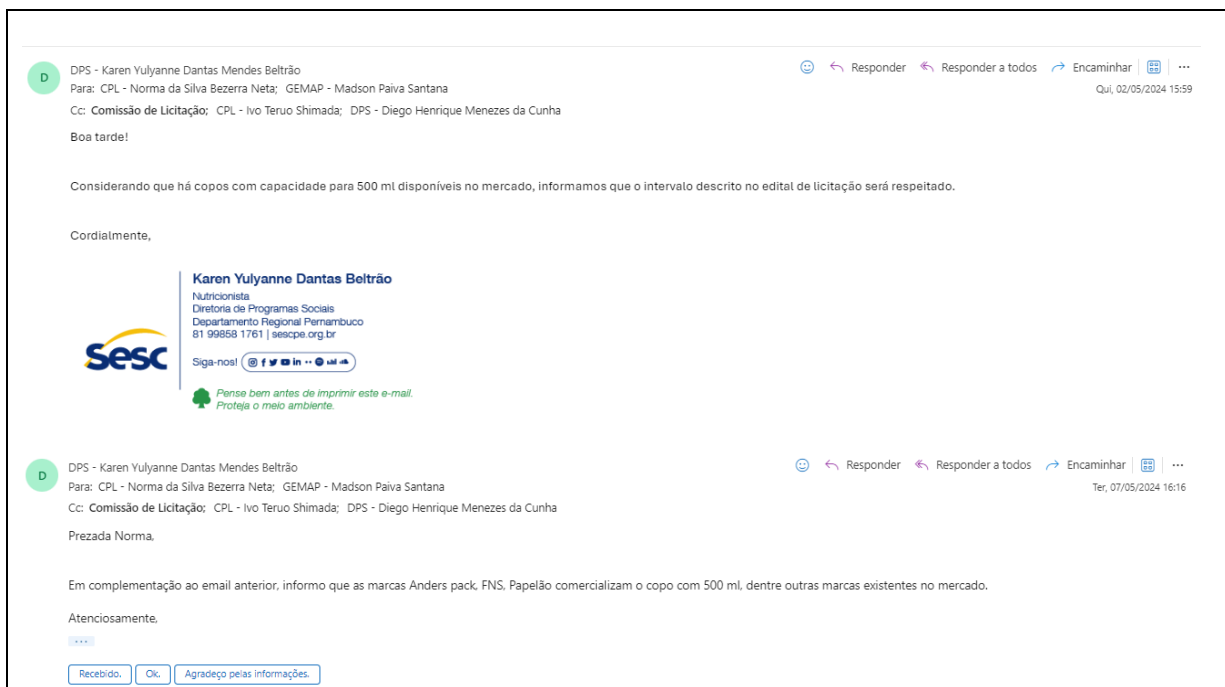 D
DPS - Karen Yulyanne Dantas Mendes Beltrão
Responder Responder a todos Encaminhar
Para: CPL - Norma da Silva Bezerra Neta; GEMAP - Madson Paiva Santana
Qui, 02/05/2024 15:59
Cc: Comissão de Licitação; CPL - Ivo Teruo Shimada; DPS - Diego Henrique Menezes da Cunha
Boa tarde!
Considerando que há copos com capacidade para 500 ml disponíveis no mercado, informamos que o intervalo descrito no edital de licitação será respeitado.
Cordialmente,
Karen Yulyanne Dantas Beltrão
Nutricionista
Diretoria de Programas Sociais
Departamento Regional Pernambuco
81 99858 1761 | sescpe.org.br
Sesc
Siga-nos!
Pense bem antes de imprimir este e-mail.
Proteja o meio ambiente.
D
DPS - Karen Yulyanne Dantas Mendes Beltrão
Responder Responder a todos Encaminhar
Para: CPL - Norma da Silva Bezerra Neta; GEMAP - Madson Paiva Santana
Ter, 07/05/2024 16:16
Cc: Comissão de Licitação; CPL - Ivo Teruo Shimada; DPS - Diego Henrique Menezes da Cunha
Prezada Norma,
Em complementação ao email anterior, informo que as marcas Anders pack, FNS, Papelão comercializam o copo com 500 ml, dentre outras marcas existentes no mercado.
Atenciosamente,
...
Recebido. Ok. Agradeço pelas informações.